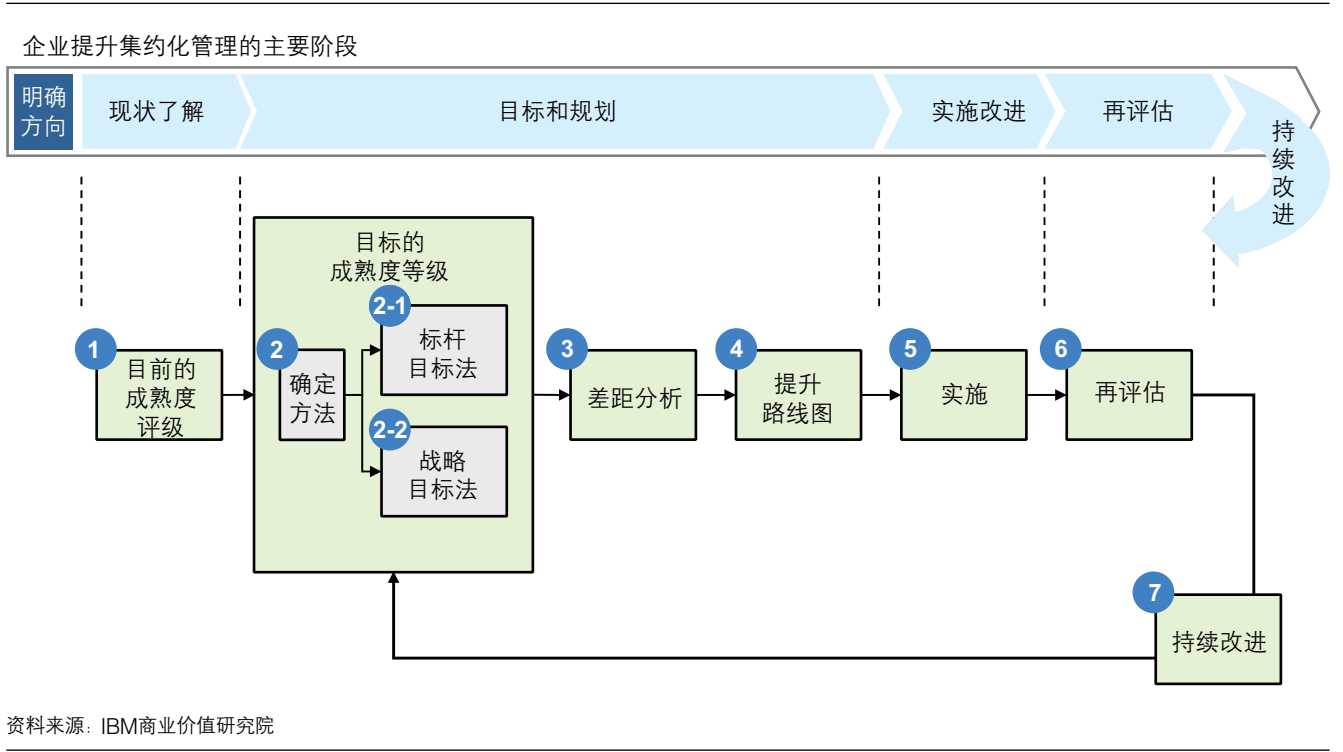 企业提升集约化管理的主要阶段
明确
方向
现状了解
目标和规划
实施改进
再评估
持
续
改
进
目标的
成熟度等级
1
目前的
成熟度
评级
2
确定
方法
2-1
标杆
目标法
2-2
战略
目标法
3
差距分析
4
提升
路线图
5
实施
6
再评估
7
持续改进
资料来源：IBM商业价值研究院